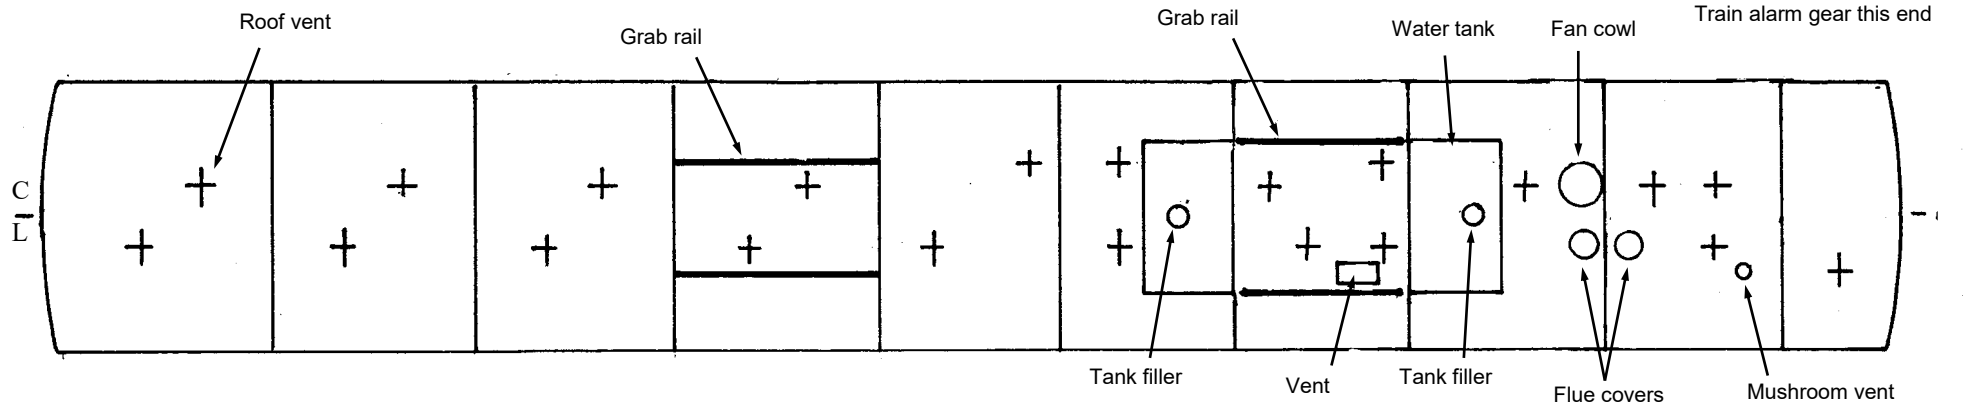 Train alarm gear this end
Roof vent
Grab rail
Grab rail
Water tank
Fan cowl
C
L
Tank filler
Vent
Tank filler
Flue covers
Mushroom vent